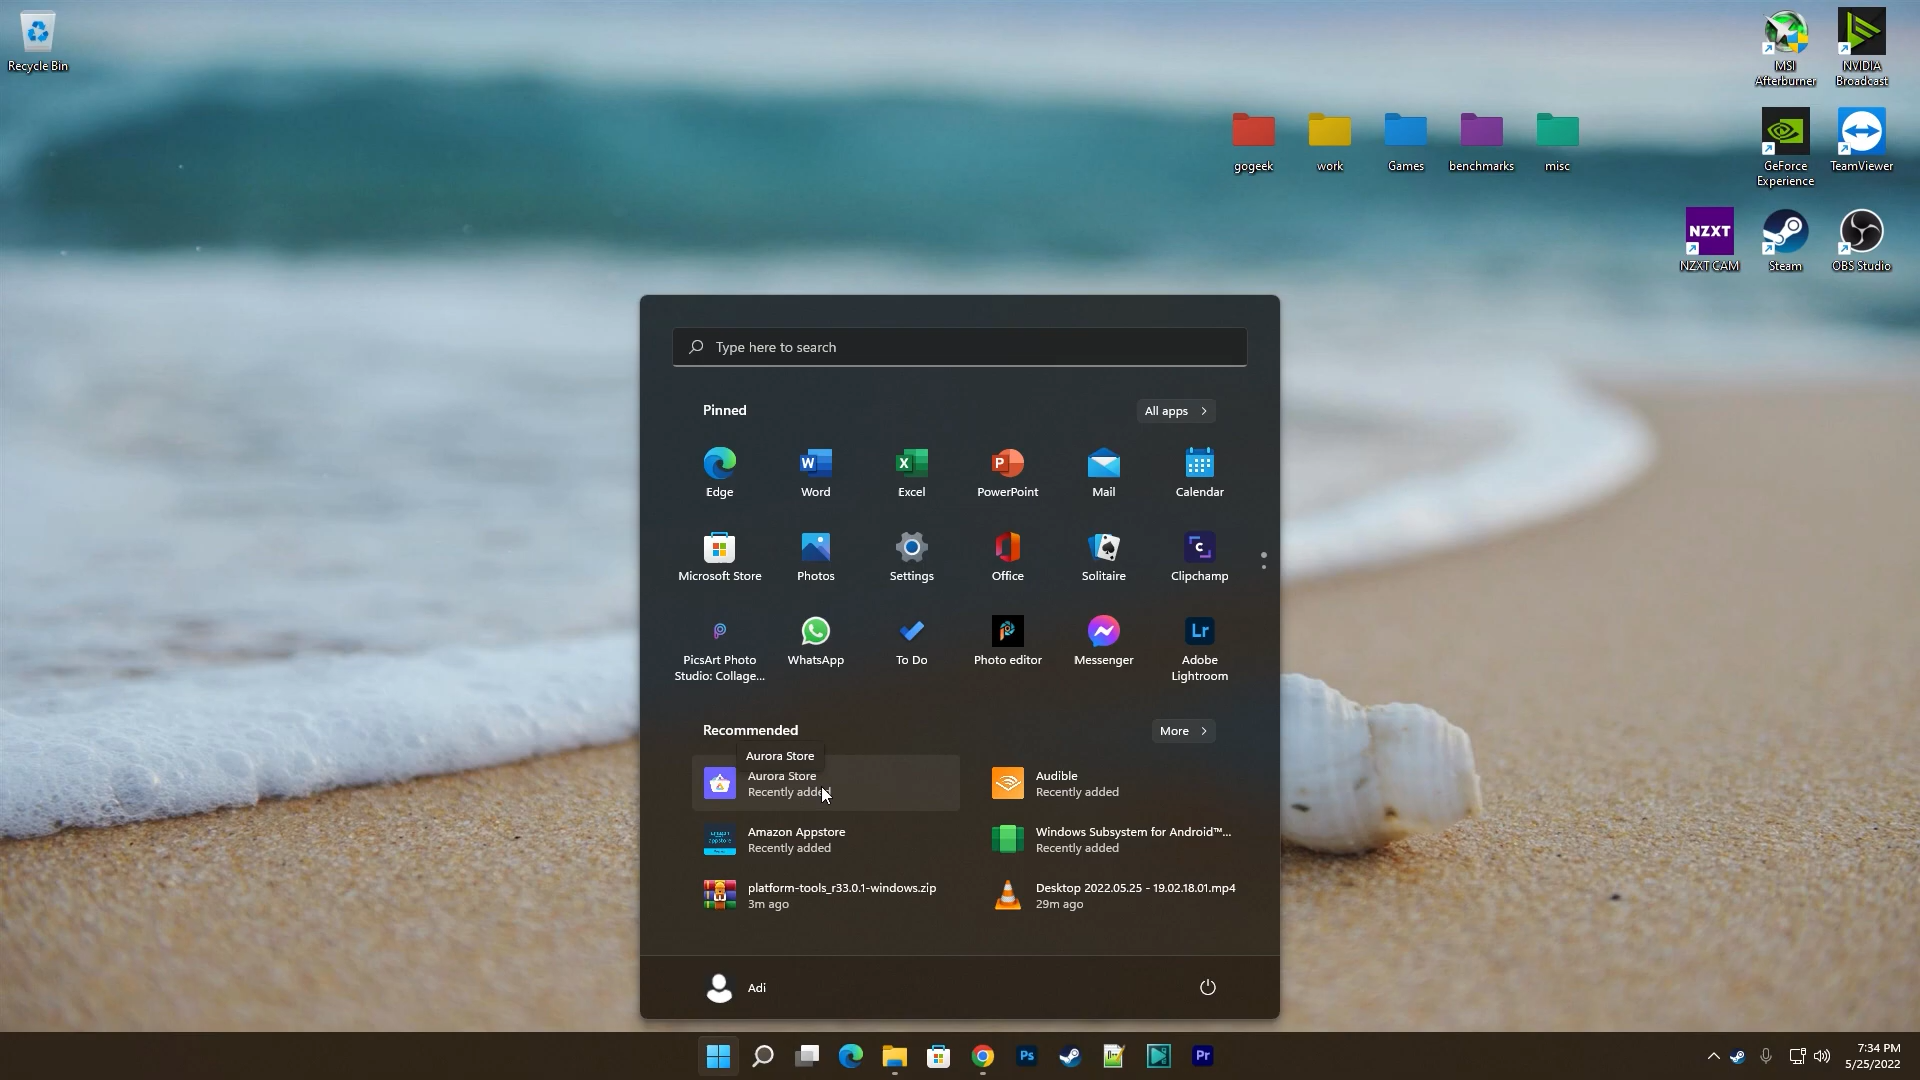 Recycle Bin
MSI
Afterburner
NVIDIA
Broadcast
gogeek
work
Games
benchmarks
misc
GeForce
Experience
TeamViewer
NZXT
NZXT CAM
Steam
OBS Studio
Type here to search
Pinned
All apps
Edge
Word
Excel
PowerPoint
Mail
Calendar
Microsoft Store
Photos
Settings
Office
Solitaire
Clipchamp
PicsArt Photo
Studio: Collage...
WhatsApp
To Do
Photo editor
Messenger
Lr
Adobe
Lightroom
Recommended
More
Aurora Store
Aurora Store
Recently added
Audible
Recently added
Amazon Appstore
Recently added
Windows Subsystem for Android™...
Recently added
platform-tools_r33.0.1-windows.zip
3m ago
Desktop 2022.05.25 - 19.02.18.01.mp4
29m ago
Adi
Ps
Pr
7:34 PM
5/25/2022